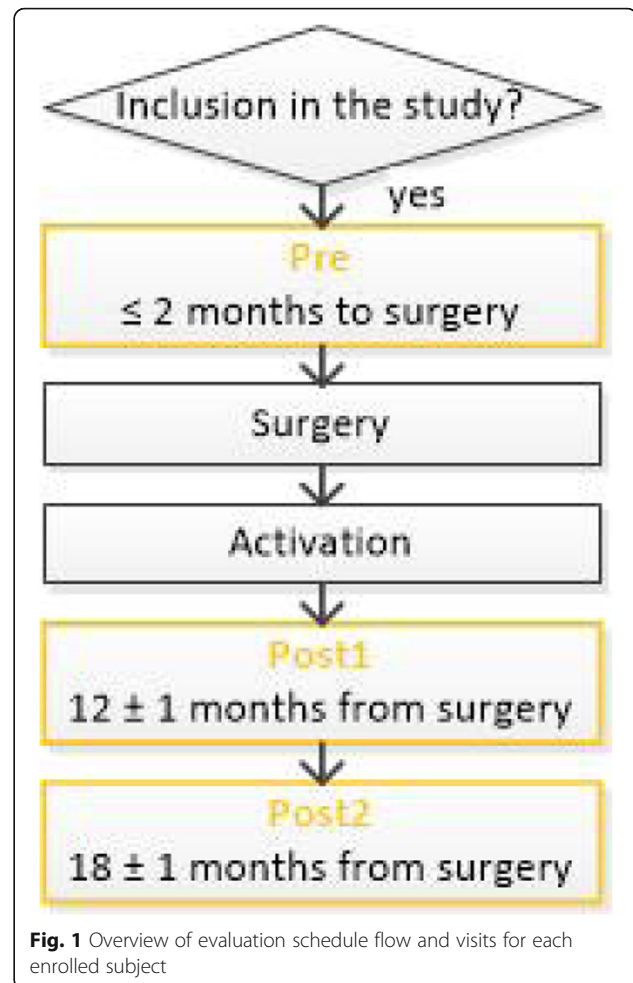 Inclusion in the study?
yes
Pre
≤ 2 months to surgery
Surgery
Activation
Post1
12 ± 1 months from surgery
Post2
18 ± 1 months from surgery
Fig. 1 Overview of evaluation schedule flow and visits for each
enrolled subject